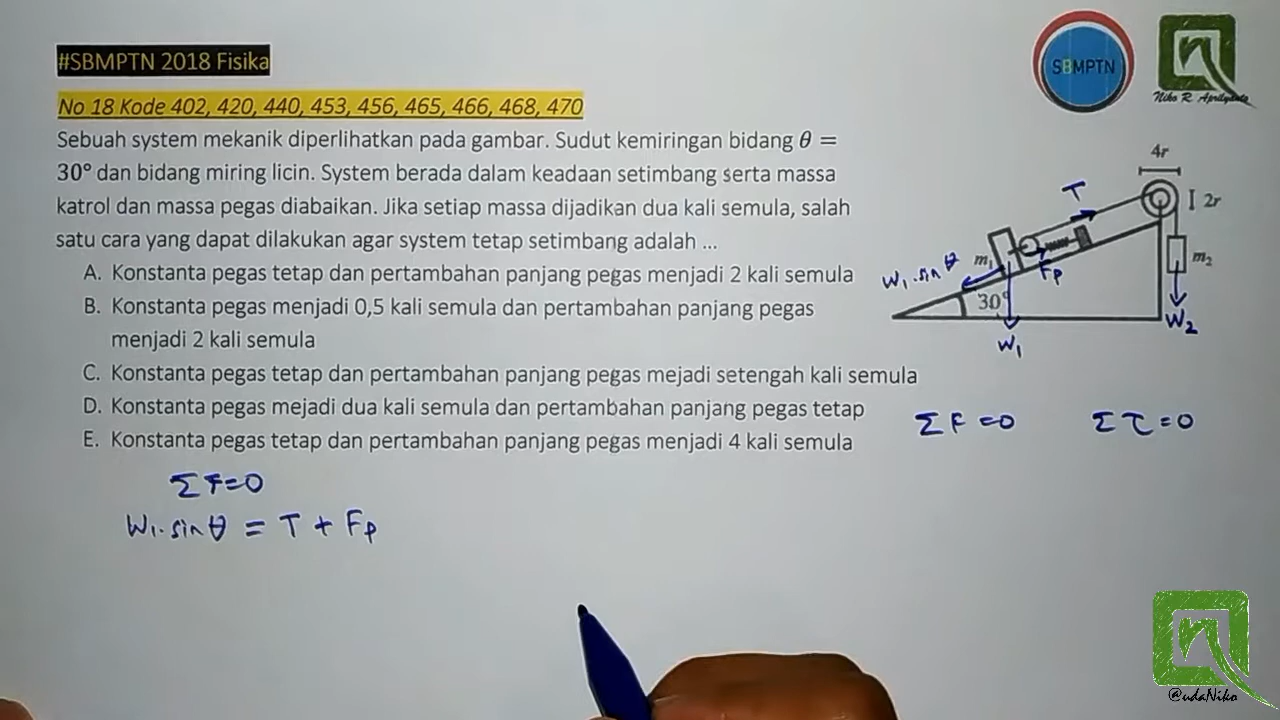 #SBMPTN 2018 Fisika
SBMPTN
Niko R. Aprilyanto
No 18 Kode 402, 420, 440, 453, 456, 465, 466, 468, 470
Sebuah system mekanik diperlihatkan pada gambar. Sudut kemiringan bidang θ =
30° dan bidang miring licin. System berada dalam keadaan setimbang serta massa
katrol dan massa pegas diabaikan. Jika setiap massa dijadikan dua kali semula, salah
satu cara yang dapat dilakukan agar system tetap setimbang adalah ...
A. Konstanta pegas tetap dan pertambahan panjang pegas menjadi 2 kali semula
B. Konstanta pegas menjadi 0,5 kali semula dan pertambahan panjang pegas
menjadi 2 kali semula
C. Konstanta pegas tetap dan pertambahan panjang pegas mejadi setengah kali semula
D. Konstanta pegas mejadi dua kali semula dan pertambahan panjang pegas tetap
E. Konstanta pegas tetap dan pertambahan panjang pegas menjadi 4 kali semula
4r
T
2r
m₁
m₂
W₁.sin θ
Fp
30°
W₂
W₁
ΣF=0
Στ=0
ΣF=0
W₁.sinθ = T + Fp
@udaNiko